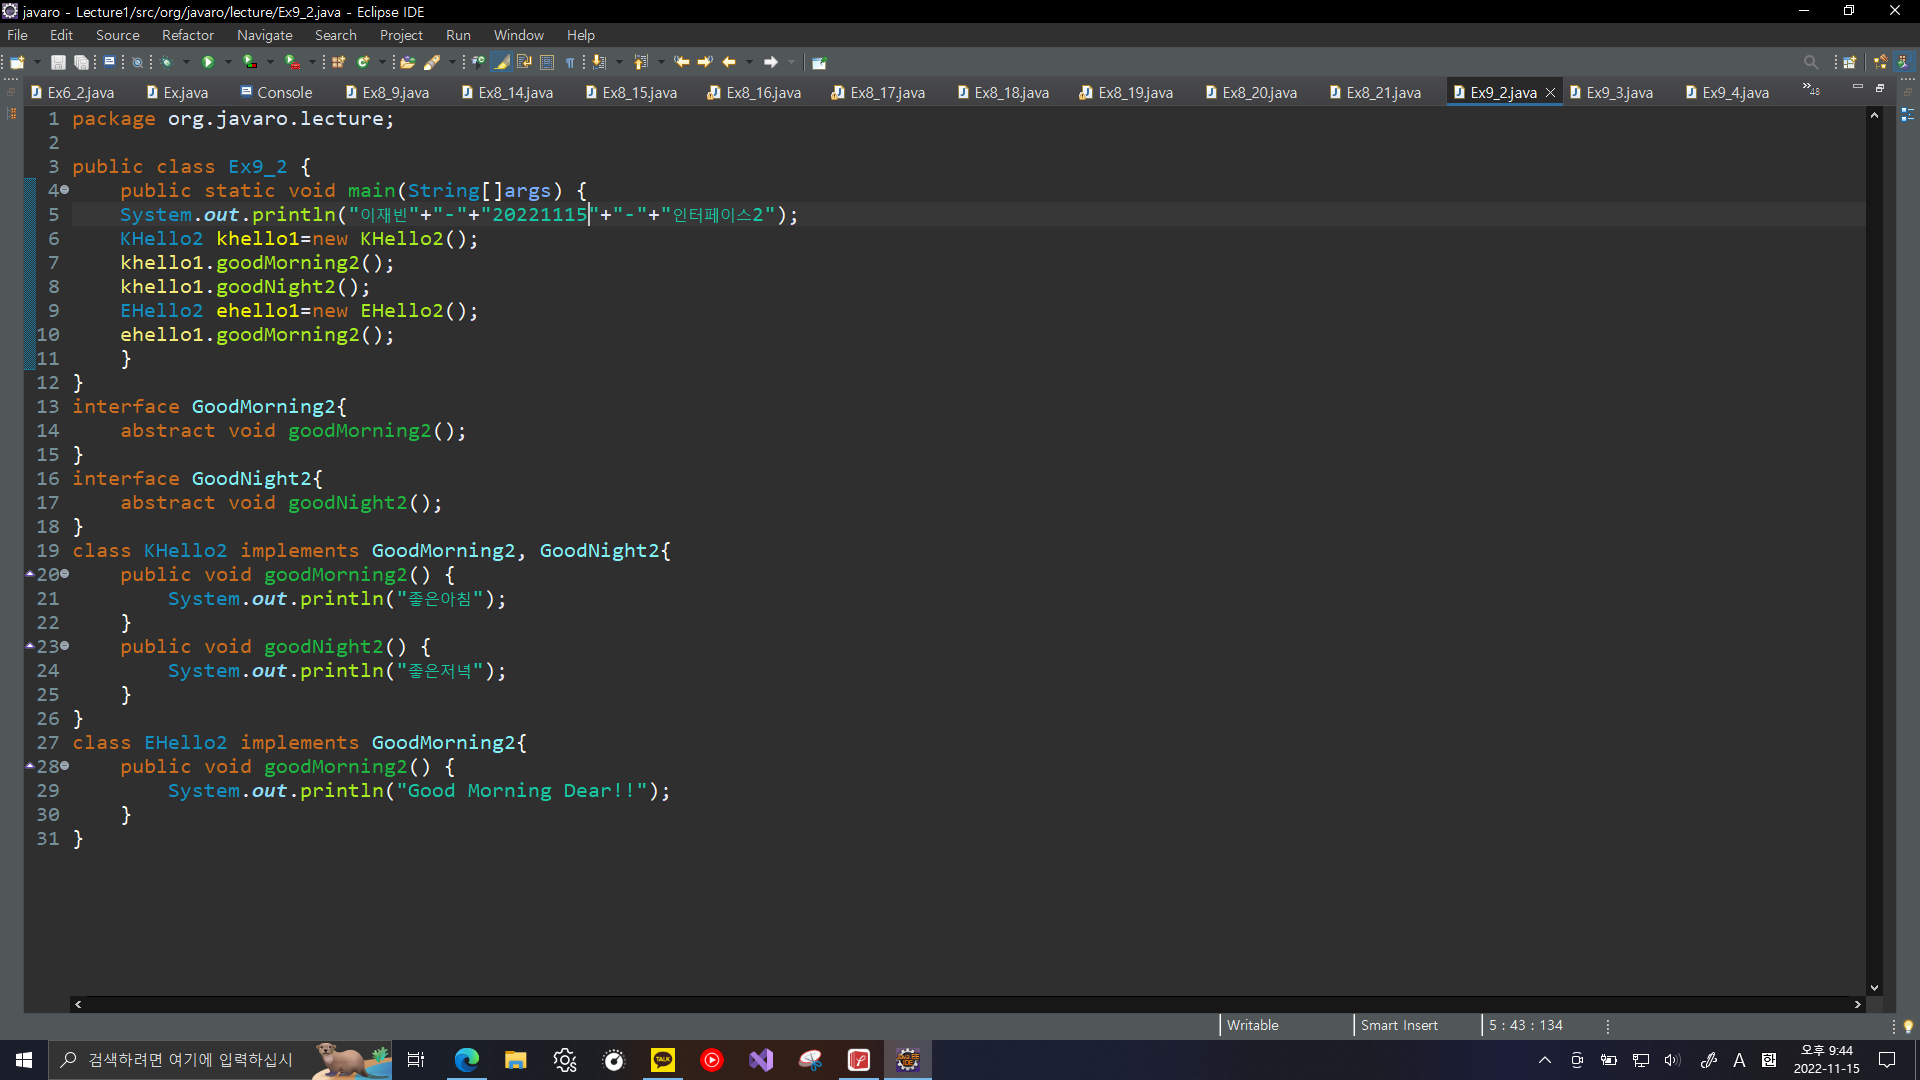 javaro - Lecture1/src/org/javaro/lecture/Ex9_2.java - Eclipse IDE
File Edit Source Refactor Navigate Search Project Run Window Help
Ex6_2.java Ex.java Console Ex8_9.java Ex8_14.java Ex8_15.java Ex8_16.java Ex8_17.java Ex8_18.java Ex8_19.java Ex8_20.java Ex8_21.java Ex9_2.java Ex9_3.java Ex9_4.java »48
1 package org.javaro.lecture;
2
3 public class Ex9_2 {
4 public static void main(String[]args) {
5 System.out.println("이재빈"+"-"+"20221115"+"-"+"인터페이스2");
6 KHello2 khello1=new KHello2();
7 khello1.goodMorning2();
8 khello1.goodNight2();
9 EHello2 ehello1=new EHello2();
10 ehello1.goodMorning2();
11 }
12 }
13 interface GoodMorning2{
14 abstract void goodMorning2();
15 }
16 interface GoodNight2{
17 abstract void goodNight2();
18 }
19 class KHello2 implements GoodMorning2, GoodNight2{
20 public void goodMorning2() {
21 System.out.println("좋은아침");
22 }
23 public void goodNight2() {
24 System.out.println("좋은저녁");
25 }
26 }
27 class EHello2 implements GoodMorning2{
28 public void goodMorning2() {
29 System.out.println("Good Morning Dear!!");
30 }
31 }
Writable Smart Insert 5 : 43 : 134
검색하려면 여기에 입력하십시
TALK
A
오후 9:44
2022-11-15